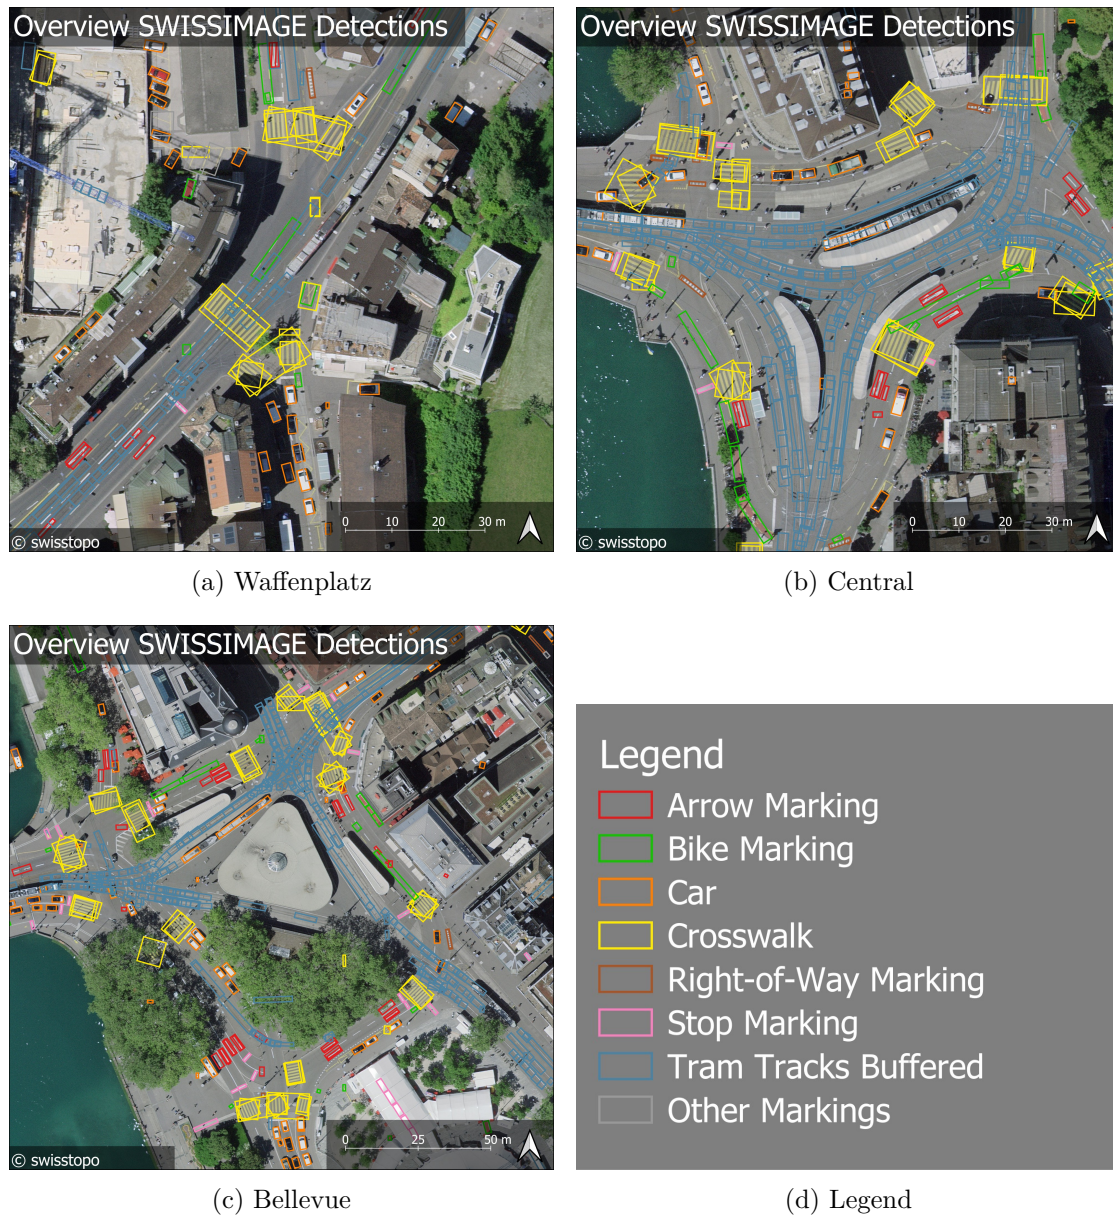 Overview SWISSIMAGE Detections
0 10 20 30 m
© swisstopo
(a) Waffenplatz
Overview SWISSIMAGE Detections
0 10 20 30 m
© swisstopo
(b) Central
Overview SWISSIMAGE Detections
0 25 50 m
© swisstopo
(c) Bellevue
Legend
Arrow Marking
Bike Marking
Car
Crosswalk
Right-of-Way Marking
Stop Marking
Tram Tracks Buffered
Other Markings
(d) Legend